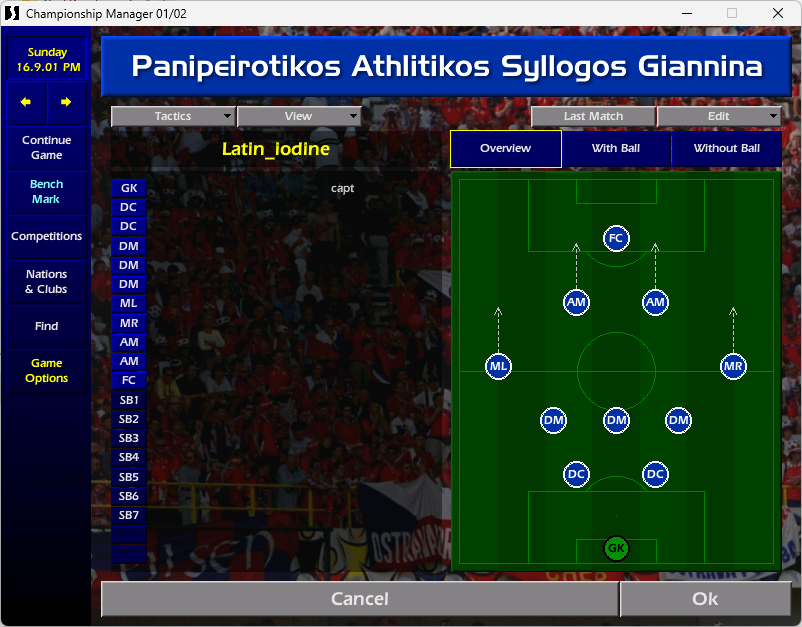 Championship Manager 01/02
Sunday
16.9.01 PM
Panipeirotikos Athlitikos Syllogos Giannina
Continue
Game
Bench
Mark
Competitions
Nations
& Clubs
Find
Game
Options
Tactics
View
Last Match
Edit
Latin_iodine
Overview
With Ball
Without Ball
GK capt
DC
DC
DM
DM
DM
ML
MR
AM
AM
FC
SB1
SB2
SB3
SB4
SB5
SB6
SB7
FC
AM AM
ML MR
DM DM DM
DC DC
GK
Cancel
Ok